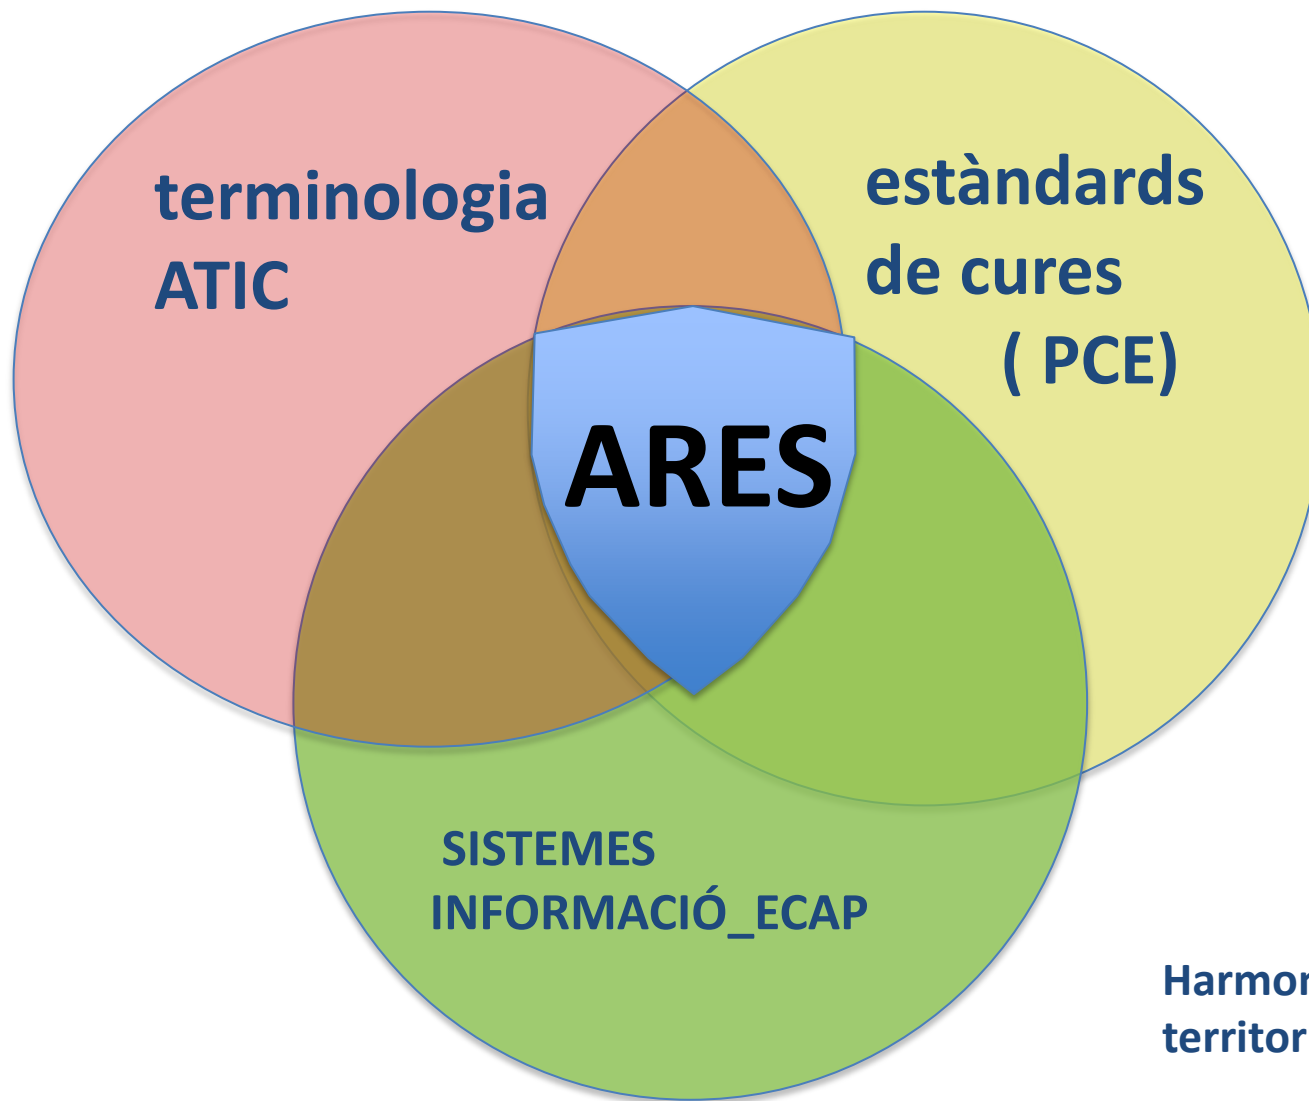 terminologia
ATIC
estàndards
de cures
( PCE)
ARES
SISTEMES
INFORMACIÓ_ECAP